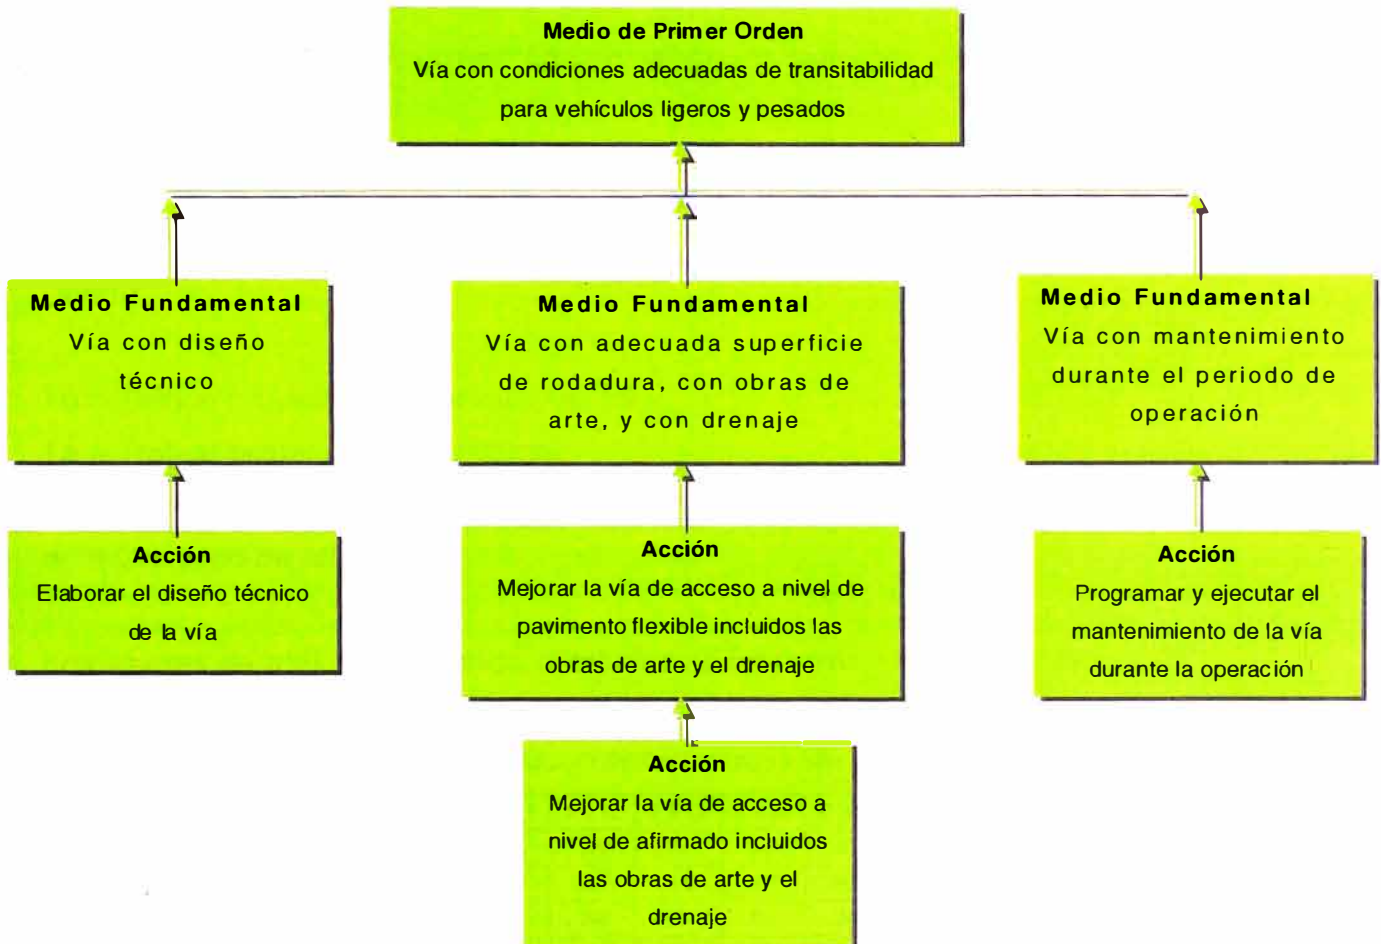 Medio de Primer Orden
Vía con condiciones adecuadas de transitabilidad
para vehículos ligeros y pesados
Medio Fundamental
Vía con diseño
técnico
Medio Fundamental
Vía con adecuada superficie
de rodadura, con obras de
arte, y con drenaje
Medio Fundamental
Vía con mantenimiento
durante el periodo de
operación
Acción
Elaborar el diseño técnico
de la vía
Acción
Mejorar la vía de acceso a nivel de
pavimento flexible incluidos las
obras de arte y el drenaje
Acción
Programar y ejecutar el
mantenimiento de la vía
durante la operación
Acción
Mejorar la vía de acceso a
nivel de afirmado incluidos
las obras de arte y el
drenaje